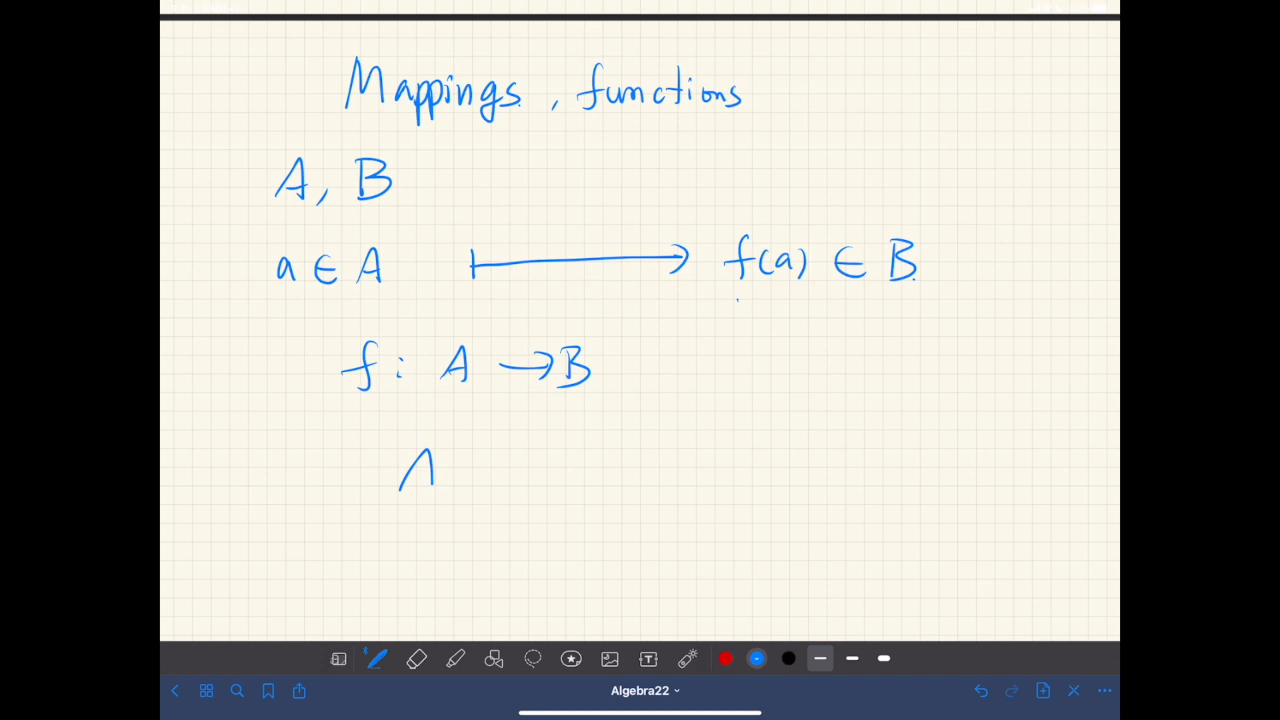 Mappings, functions
A, B
a ∈ A ⟼ f(a) ∈ B
f: A → B
Algebra22